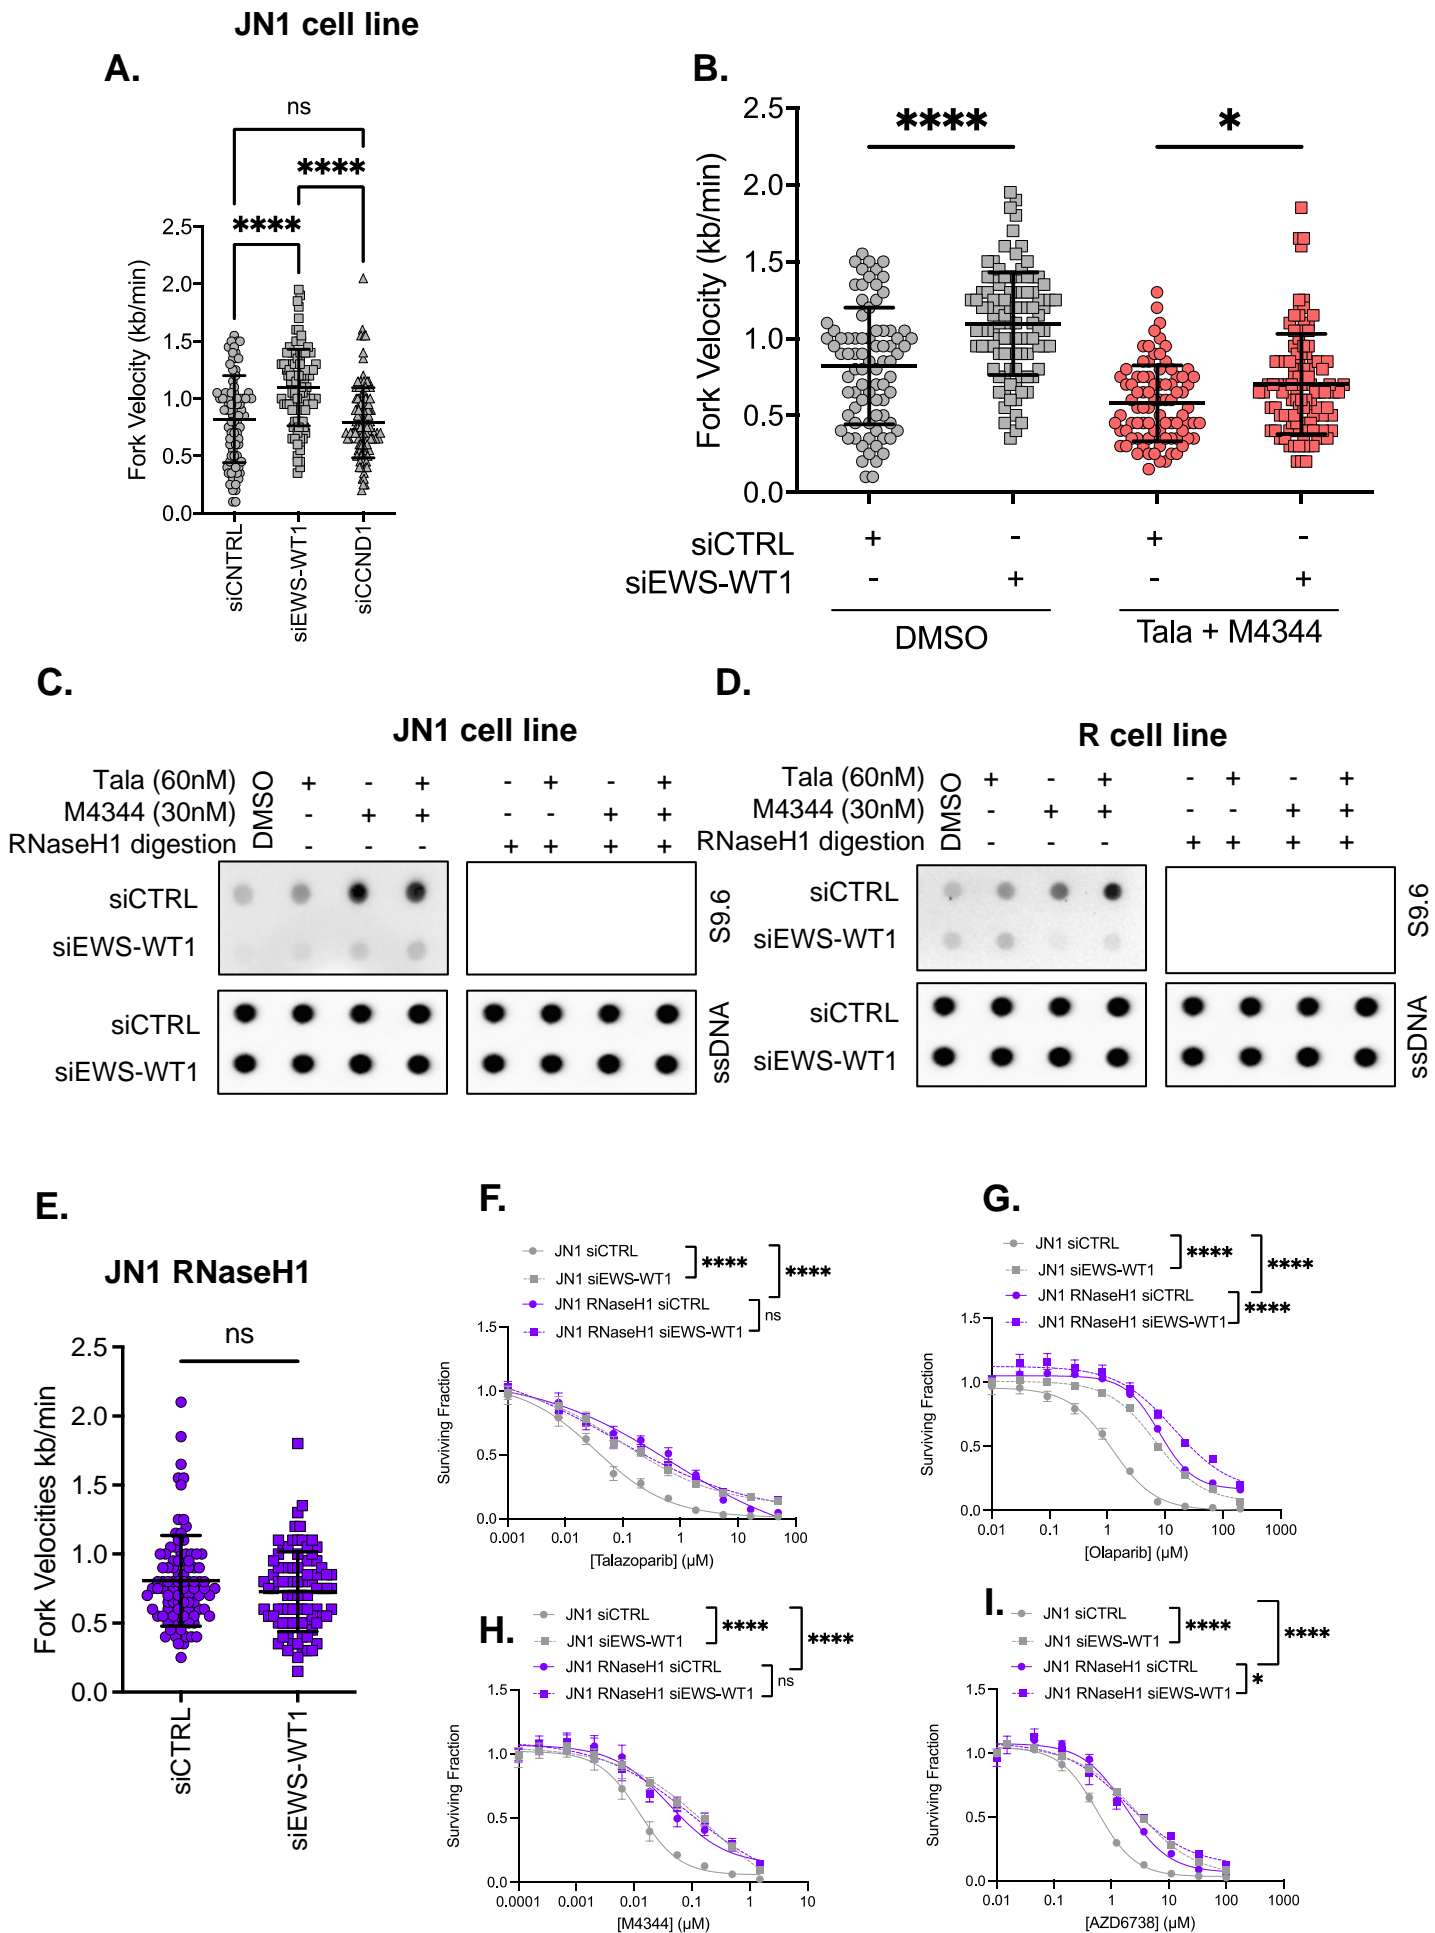 JN1 cell line
A.
ns
****
****
Fork Velocity (kb/min)
2.5
2.0
1.5
1.0
0.5
0.0
siCNTRL
siEWS-WT1
siCCND1
B.
****
*
Fork Velocity (kb/min)
2.5
2.0
1.5
1.0
0.5
0.0
siCTRL + - + -
siEWS-WT1 - + - +
DMSO
Tala + M4344
C.
JN1 cell line
Tala (60nM) DMSO + - + - + - +
M4344 (30nM) - + + - - + +
RNaseH1 digestion - - - + + + +
siCTRL
siEWS-WT1
S9.6
siCTRL
siEWS-WT1
ssDNA
D.
R cell line
Tala (60nM) DMSO + - + - + - +
M4344 (30nM) - + + - - + +
RNaseH1 digestion - - - + + + +
siCTRL
siEWS-WT1
S9.6
siCTRL
siEWS-WT1
ssDNA
E.
JN1 RNaseH1
ns
Fork Velocities kb/min
2.5
2.0
1.5
1.0
0.5
0.0
siCTRL
siEWS-WT1
F.
JN1 siCTRL
JN1 siEWS-WT1
JN1 RNaseH1 siCTRL
JN1 RNaseH1 siEWS-WT1
****
****
ns
Surviving Fraction
1.5
1.0
0.5
0.0
0.001 0.01 0.1 1 10 100
[Talazoparib] (µM)
G.
JN1 siCTRL
JN1 siEWS-WT1
JN1 RNaseH1 siCTRL
JN1 RNaseH1 siEWS-WT1
****
****
****
Surviving Fraction
1.5
1.0
0.5
0.0
0.01 0.1 1 10 100 1000
[Olaparib] (µM)
H.
JN1 siCTRL
JN1 siEWS-WT1
JN1 RNaseH1 siCTRL
JN1 RNaseH1 siEWS-WT1
****
****
ns
Surviving Fraction
1.5
1.0
0.5
0.0
0.0001 0.001 0.01 0.1 1 10
[M4344] (µM)
I.
JN1 siCTRL
JN1 siEWS-WT1
JN1 RNaseH1 siCTRL
JN1 RNaseH1 siEWS-WT1
****
****
*
Surviving Fraction
1.5
1.0
0.5
0.0
0.01 0.1 1 10 100 1000
[AZD6738] (µM)